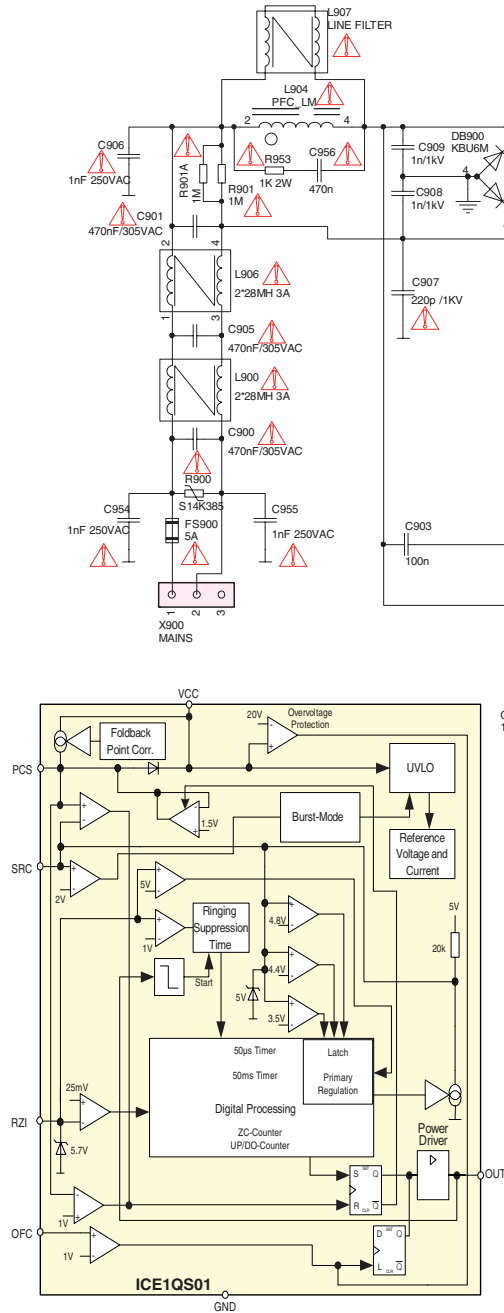 L907
LINE FILTER
L904
PFC_LM
2
4
C906
1nF 250VAC
R901A
1M
R901
1M
R953
1K 2W
C956
470n
C909
1n/1kV
DB900
KBU6M
4
C908
1n/1kV
C901
470nF/305VAC
2
4
L906
2*28MH 3A
1
3
C907
220p /1KV
C905
470nF/305VAC
L900
2*28MH 3A
C900
470nF/305VAC
R900
S14K385
C954
1nF 250VAC
FS900
5A
C955
1nF 250VAC
C903
100n
1
2
3
X900
MAINS
VCC
20V
Overvoltage
Protection
Foldback
Point Corr.
PCS
UVLO
1.5V
Burst-Mode
Reference
Voltage and
Current
SRC
2V
5V
4.8V
5V
1V
Ringing
Suppression
Time
20k
Start
4.4V
5V
3.5V
50µs Timer
50ms Timer
Latch
Primary
Regulation
Digital Processing
ZC-Counter
UP/DO-Counter
25mV
RZI
5.7V
Power
Driver
S SET Q
R CLR Q
OUT
1V
OFC
1V
D SET Q
L CLR Q
ICE1QS01
GND
C
1